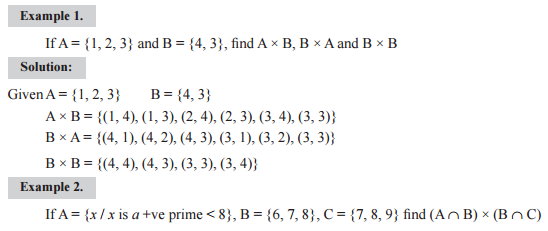 Example 1.
If A = {1, 2, 3} and B = {4, 3}, find A × B, B × A and B × B
Solution:
Given A = {1, 2, 3} B = {4, 3}
A × B = {(1, 4), (1, 3), (2, 4), (2, 3), (3, 4), (3, 3)}
B × A = {(4, 1), (4, 2), (4, 3), (3, 1), (3, 2), (3, 3)}
B × B = {(4, 4), (4, 3), (3, 3), (3, 4)}
Example 2.
If A = {x / x is a +ve prime < 8}, B = {6, 7, 8}, C = {7, 8, 9} find (A ∩ B) × (B ∩ C)